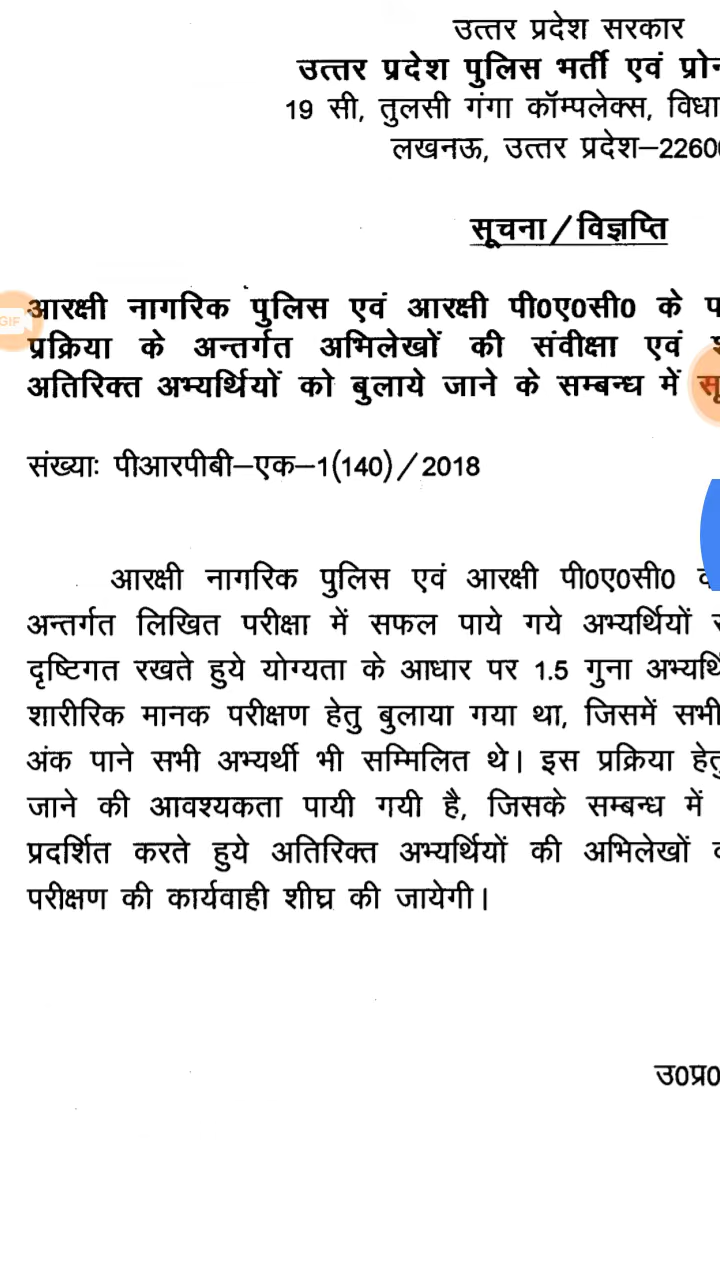 उत्तर प्रदेश सरकार
उत्तर प्रदेश पुलिस भर्ती एवं
19 सी, तुलसी गंगा कॉम्पलेक्स,
लखनऊ, उत्तर प्रदेश–2260
सूचना/विज्ञप्ति
आरक्षी नागरिक पुलिस एवं आरक्षी पी0ए0सी0 के
प्रक्रिया के अन्तर्गत अभिलेखों की संवीक्षा एवं
अतिरिक्त अभ्यर्थियों को बुलाये जाने के सम्बन्ध में
GIF
संख्याः पीआरपीबी–एक–1(140)/2018
आरक्षी नागरिक पुलिस एवं आरक्षी पी0ए0सी0
अन्तर्गत लिखित परीक्षा में सफल पाये गये अभ्यर्थियों
दृष्टिगत रखते हुये योग्यता के आधार पर 1.5 गुना
शारीरिक मानक परीक्षण हेतु बुलाया गया था, जिसमें सभी
अंक पाने सभी अभ्यर्थी भी सम्मिलित थे। इस प्रक्रिया हेतु
जाने की आवश्यकता पायी गयी है, जिसके सम्बन्ध में
प्रदर्शित करते हुये अतिरिक्त अभ्यर्थियों की अभिलेखों
परीक्षण की कार्यवाही शीघ्र की जायेगी।
उ0प्र0